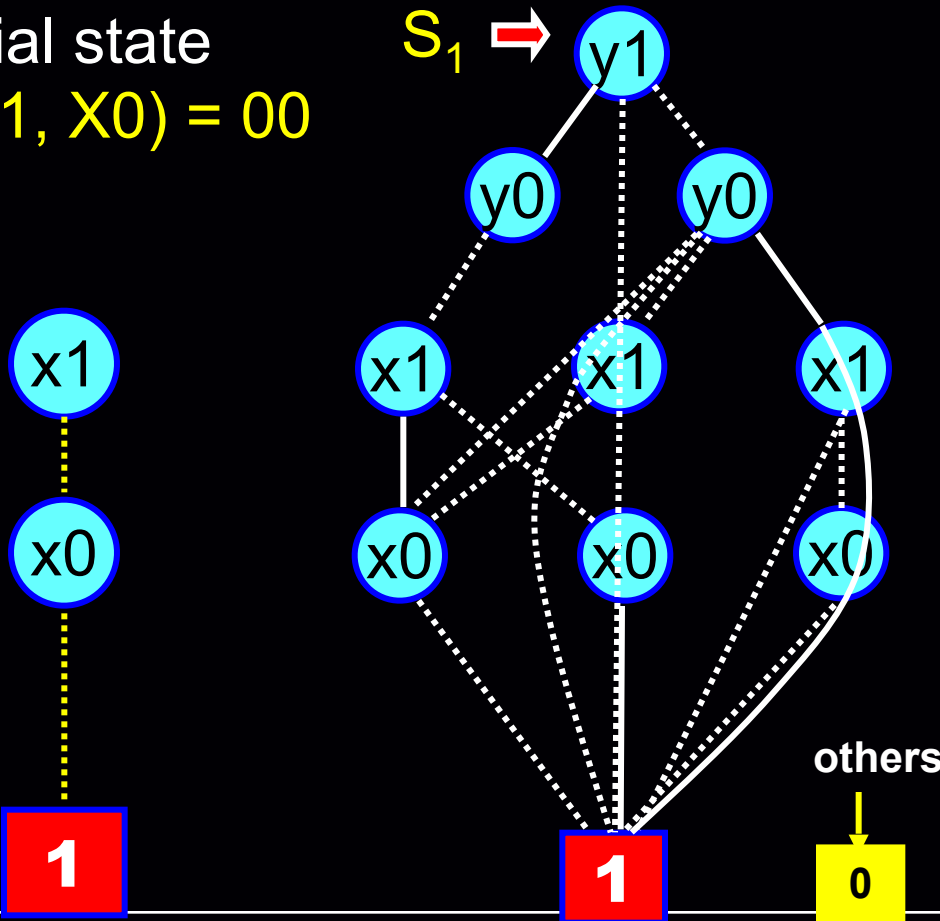 ial state
1, X0) = 00
S₁
y1
y0 y0
x1 x1 x1 x1
x0 x0 x0 x0
others
1 1 0